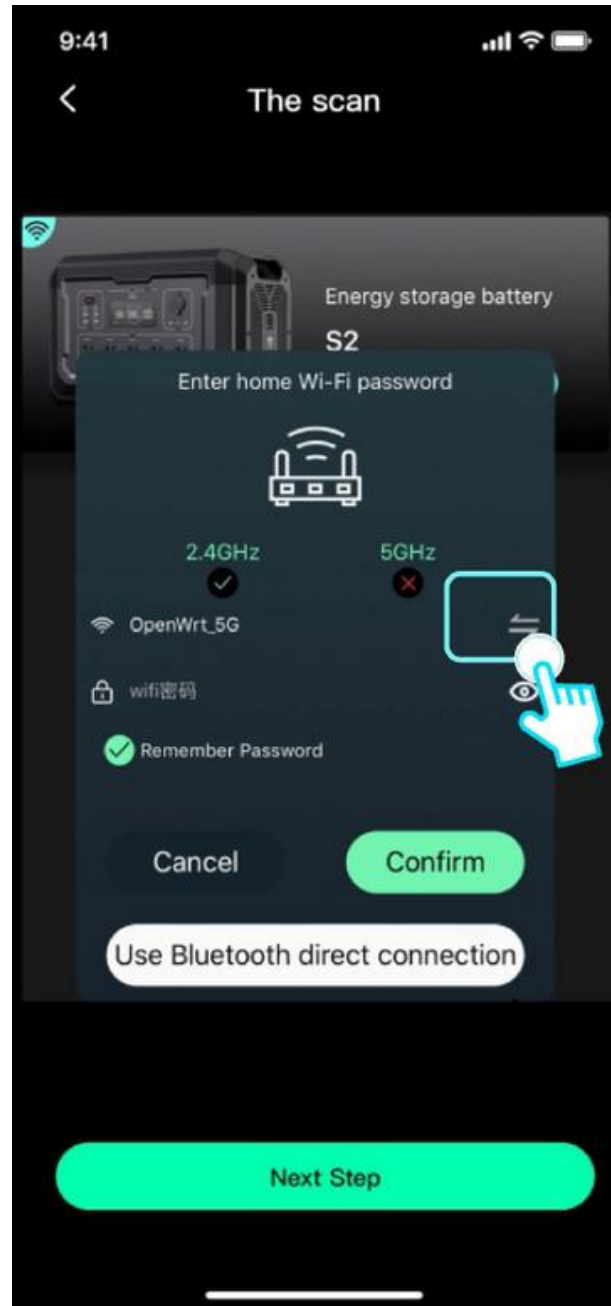 9:41
The scan
Energy storage battery
S2
Enter home Wi-Fi password
2.4GHz
5GHz
OpenWrt_5G
wifi密码
Remember Password
Cancel
Confirm
Use Bluetooth direct connection
Next Step